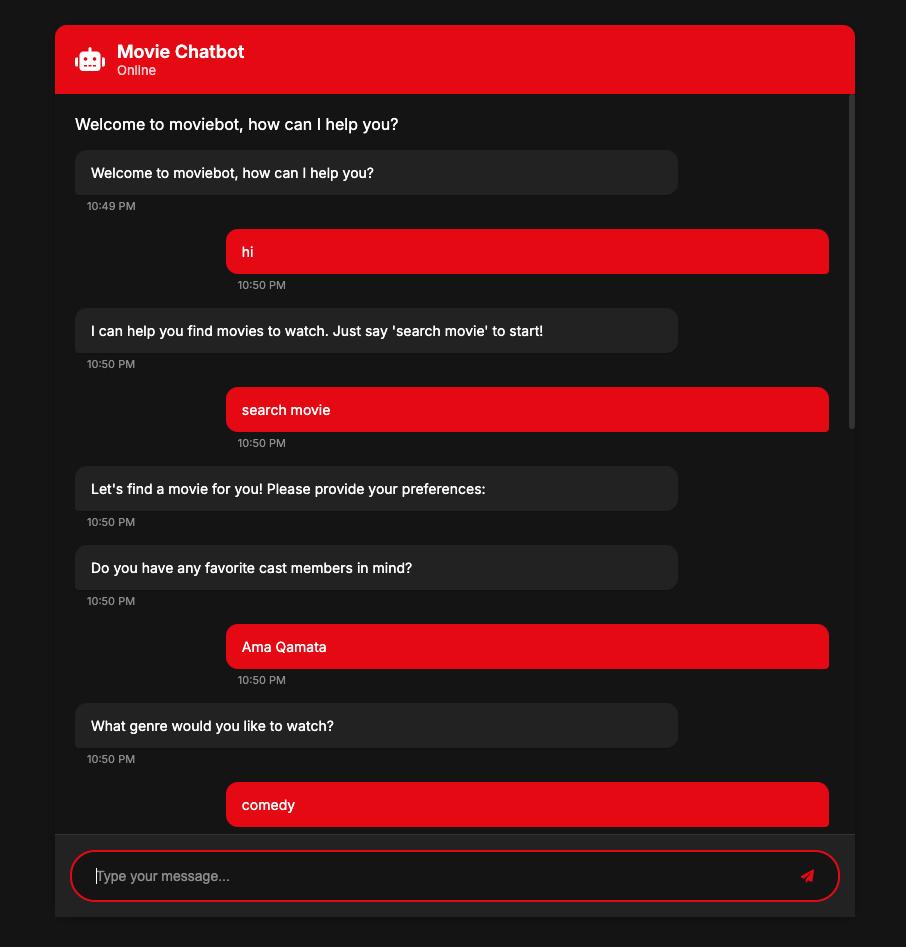 Movie Chatbot
Online
Welcome to moviebot, how can I help you?
Welcome to moviebot, how can I help you?
10:49 PM
hi
10:50 PM
I can help you find movies to watch. Just say 'search movie' to start!
10:50 PM
search movie
10:50 PM
Let's find a movie for you! Please provide your preferences:
10:50 PM
Do you have any favorite cast members in mind?
10:50 PM
Ama Qamata
10:50 PM
What genre would you like to watch?
10:50 PM
comedy
Type your message...